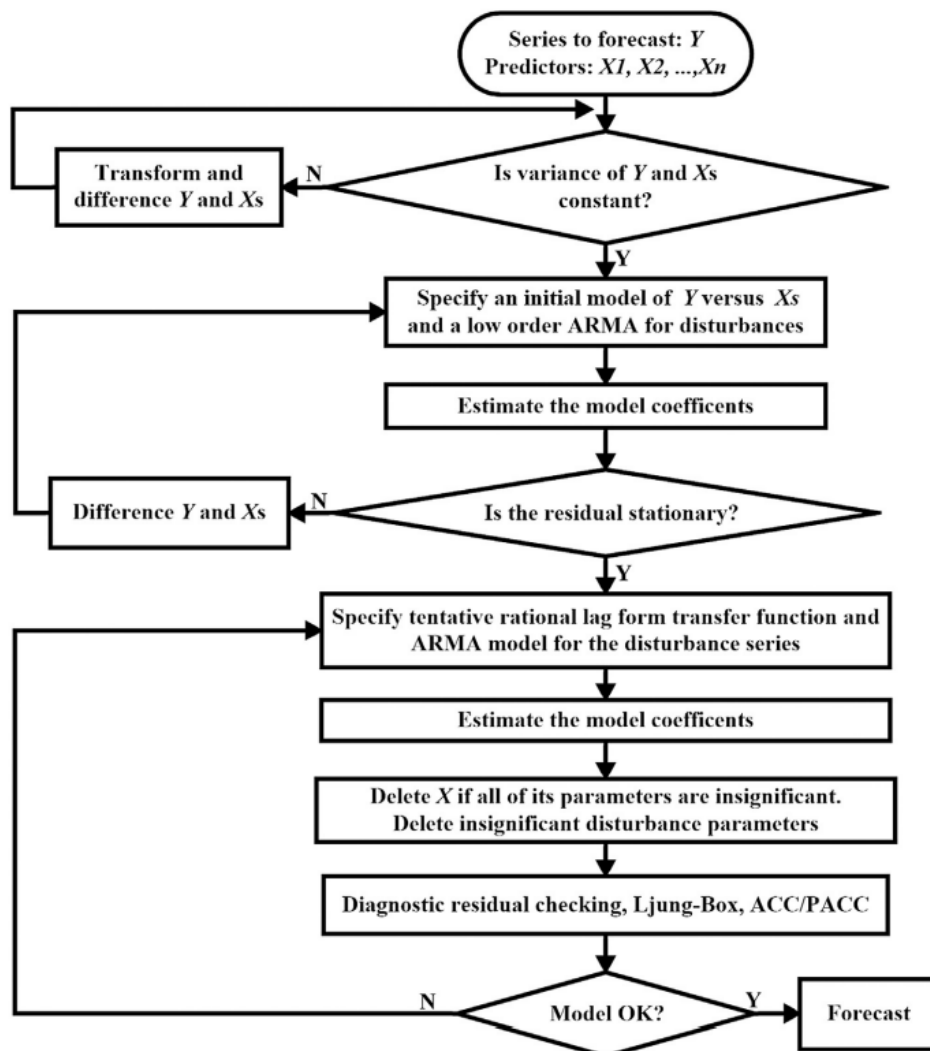 Series to forecast: Y
Predictors: X1, X2, ...,Xn
Is variance of Y and Xs
constant?
N
Transform and
difference Y and Xs
Y
Specify an initial model of Y versus Xs
and a low order ARMA for disturbances
Estimate the model coefficents
Is the residual stationary?
N
Difference Y and Xs
Y
Specify tentative rational lag form transfer function and
ARMA model for the disturbance series
Estimate the model coefficents
Delete X if all of its parameters are insignificant.
Delete insignificant disturbance parameters
Diagnostic residual checking, Ljung-Box, ACC/PACC
Model OK?
N
Y
Forecast